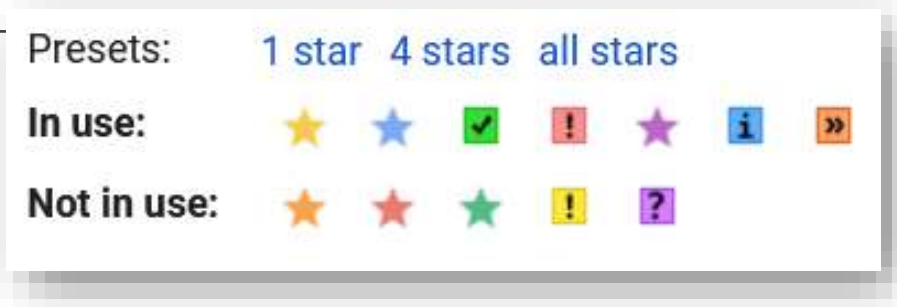 Presets: 1 star 4 stars all stars
In use: ! i »
Not in use: ! ?